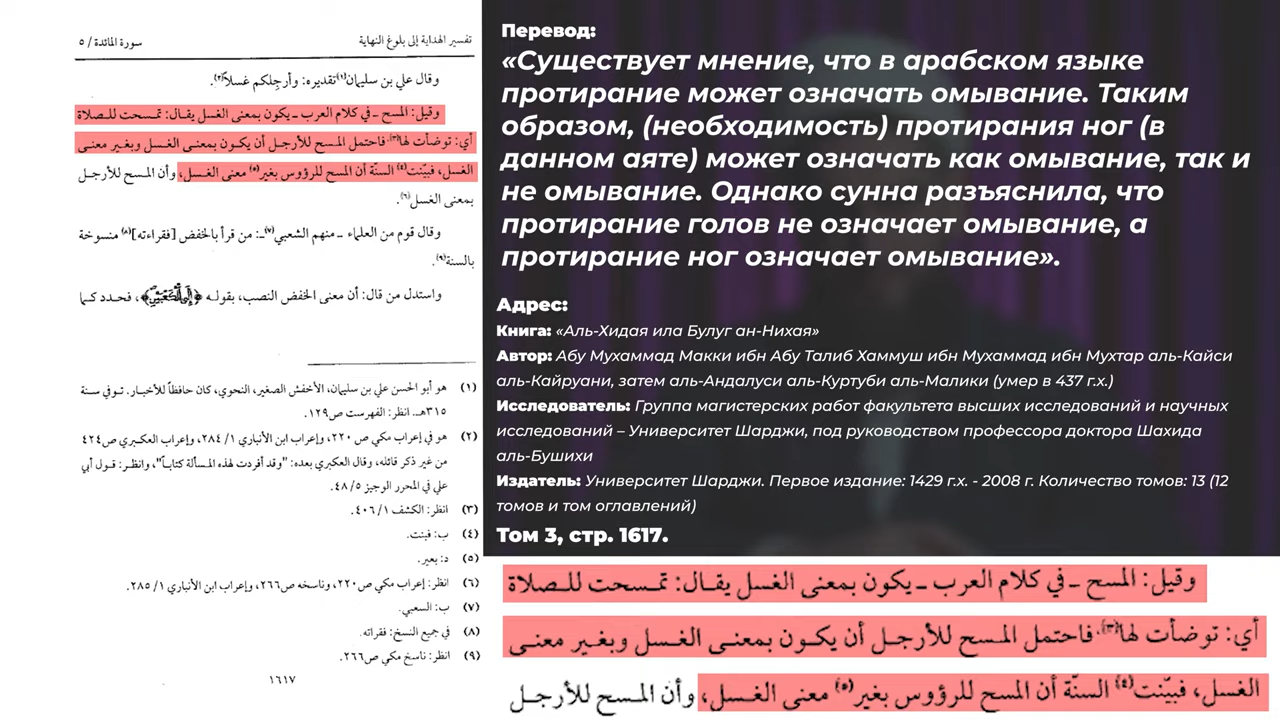 تفسير الهداية إلى بلوغ النهاية
سورة المائدة / ٥
وقال علي بن سليمان(١) تقديره: وأرجلكم غسلاً(٢).
وقيل: المسح ـ في كلام العرب ـ يكون بمعنى الغسل يقال: تمسحت للصلاة
أي: توضأت لها(٣). فاحتمل المسح للأرجل أن يكون بمعنى الغسل وبغير معنى
الغسل، فبيّنت(٤) السنّة أن المسح للرؤوس بغير(٥) معنى الغسل، وأن المسح للأرجل
بمعنى الغسل(٦).
وقال قوم من العلماء ـ منهم الشعبي(٧) ـ: من قرأ بالخفض [فقراءته](٨) منسوخة
بالسنة(٩).
واستدل من قال: أن معنى الخفض النصب، بقوله ﴿إِلَى الْكَعْبَيْنِ﴾، فحدد كما
(١) هو أبو الحسن علي بن سليمان، الأخفش الصغير، النحوي، كان حافظاً للأخبار. توفي سنة
٣١٥هـ. انظر: الفهرست ص١٢٩.
(٢) هو في إعراب مكي ص٢٢٠، وإعراب ابن الأنباري ١/ ٢٨٤، وإعراب العكبري ص٤٢٤
من غير ذكر قائله، وقال العكبري بعده: "وقد أفردت لهذه المسألة كتاباً"، وانظر: قول أبي
علي في المحرر الوجيز ٥/ ٤٨.
(٣) انظر: الكشف ١/ ٤٠٦.
(٤) ب: فبنت.
(٥) د: بعير.
(٦) انظر: إعراب مكي ص٢٢٠، وناسخه ص٢٦٦، وإعراب ابن الأنباري ١/ ٢٨٥.
(٧) ب: السعبي.
(٨) في جميع النسخ: فقراته.
(٩) انظر: ناسخ مكي ص٢٦٦.
١٦١٧
Перевод:
«Существует мнение, что в арабском языке
протирание может означать омывание. Таким
образом, (необходимость) протирания ног (в
данном аяте) может означать как омывание, так и
не омывание. Однако сунна разъяснила, что
протирание голов не означает омывание, а
протирание ног означает омывание».
Адрес:
Книга: «Аль-Хидая ила Булуг ан-Нихая»
Автор: Абу Мухаммад Макки ибн Абу Талиб Хаммуш ибн Мухаммад ибн Мухтар аль-Кайси
аль-Кайруани, затем аль-Андалуси аль-Куртуби аль-Малики (умер в 437 г.х.)
Исследователь: Группа магистерских работ факультета высших исследований и научных
исследований – Университет Шарджи, под руководством профессора доктора Шахида
аль-Бушихи
Издатель: Университет Шарджи. Первое издание: 1429 г.х. - 2008 г. Количество томов: 13 (12
томов и том оглавлений)
Том 3, стр. 1617.
وقيل: المسح ـ في كلام العرب ـ يكون بمعنى الغسل يقال: تمسحت للصلاة
أي: توضأت لها(٣). فاحتمل المسح للأرجل أن يكون بمعنى الغسل وبغير معنى
الغسل، فبيّنت(٤) السنّة أن المسح للرؤوس بغير(٥) معنى الغسل، وأن المسح للأرجل